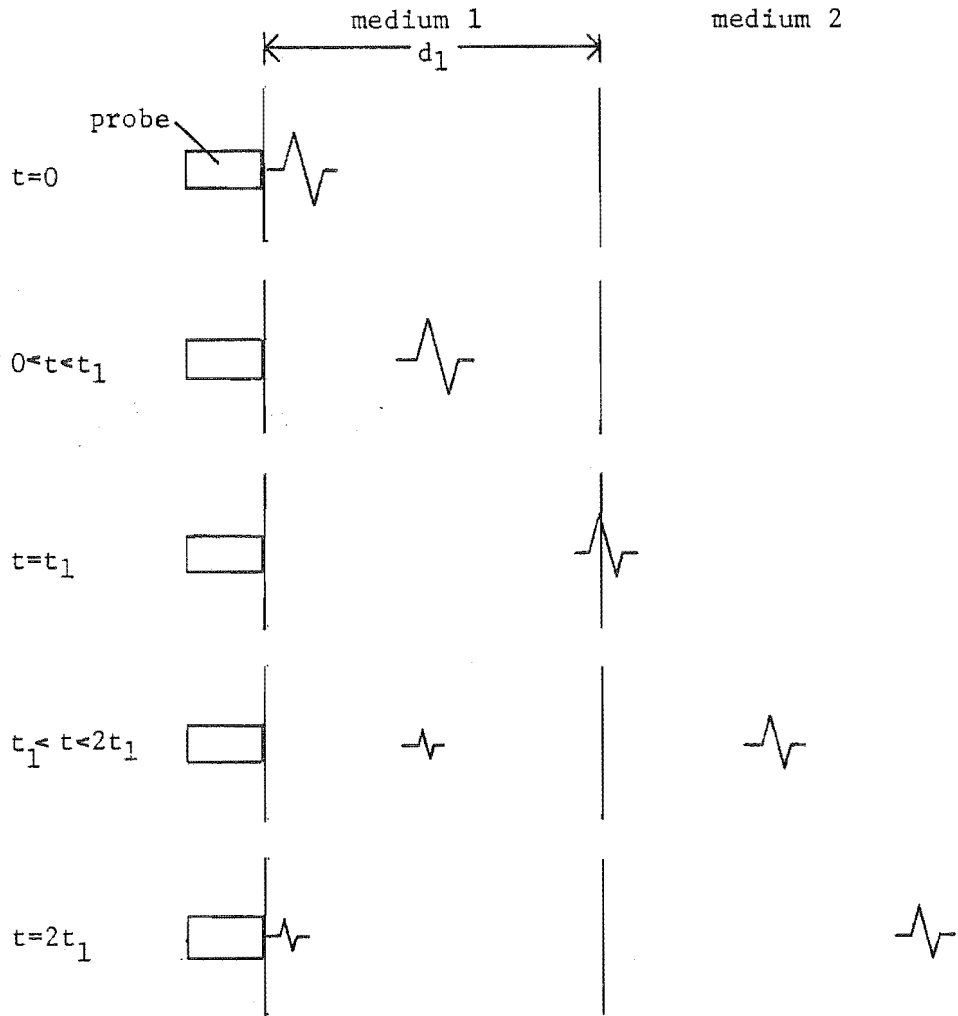 medium 1 medium 2
d₁
probe
t=0
0<t<t₁
t=t₁
t₁< t<2t₁
t=2t₁